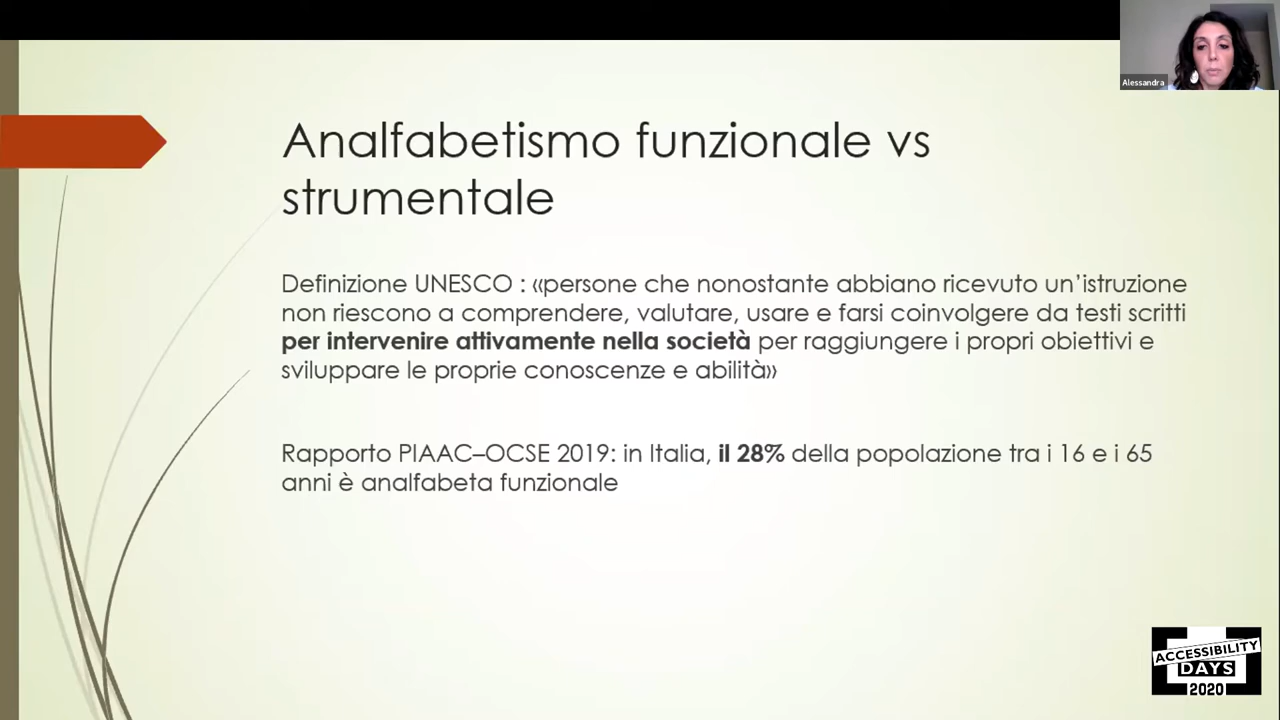 Alessandra
Analfabetismo funzionale vs
strumentale
Definizione UNESCO : «persone che nonostante abbiano ricevuto un’istruzione
non riescono a comprendere, valutare, usare e farsi coinvolgere da testi scritti
per intervenire attivamente nella società per raggiungere i propri obiettivi e
sviluppare le proprie conoscenze e abilità»
Rapporto PIAAC–OCSE 2019: in Italia, il 28% della popolazione tra i 16 e i 65
anni è analfabeta funzionale
ACCESSIBILITY
DAYS
2020